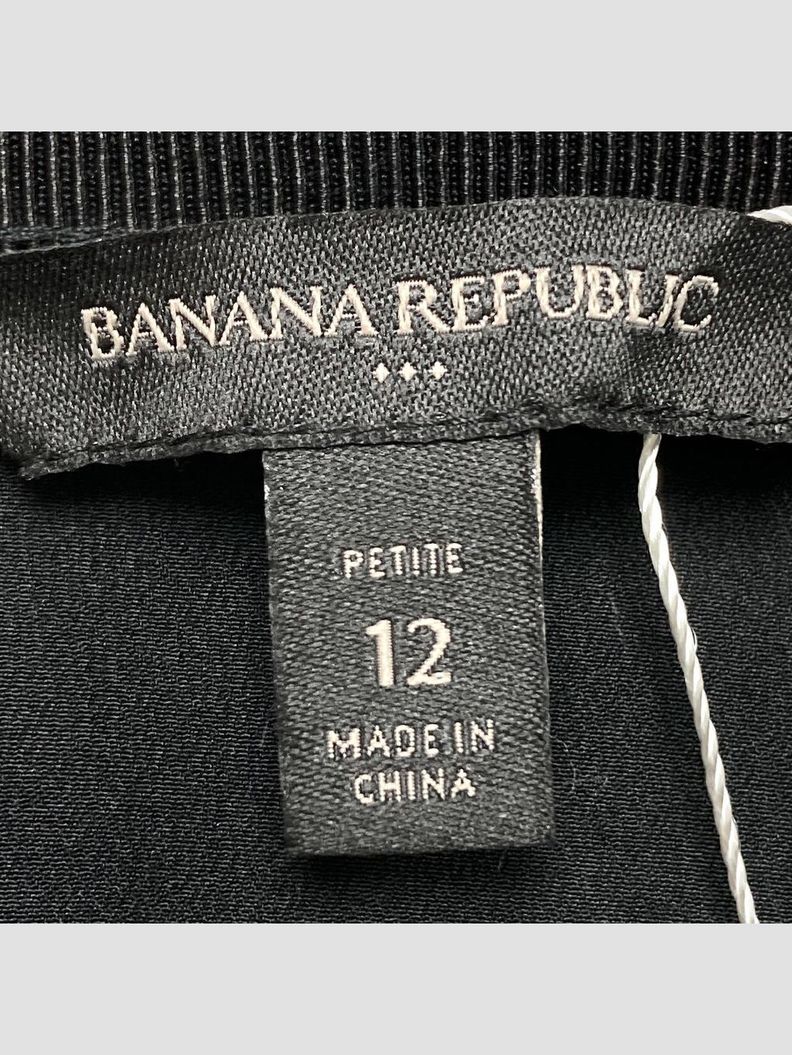 BANANA REPUBLIC
PETITE
12
MADE IN
CHINA